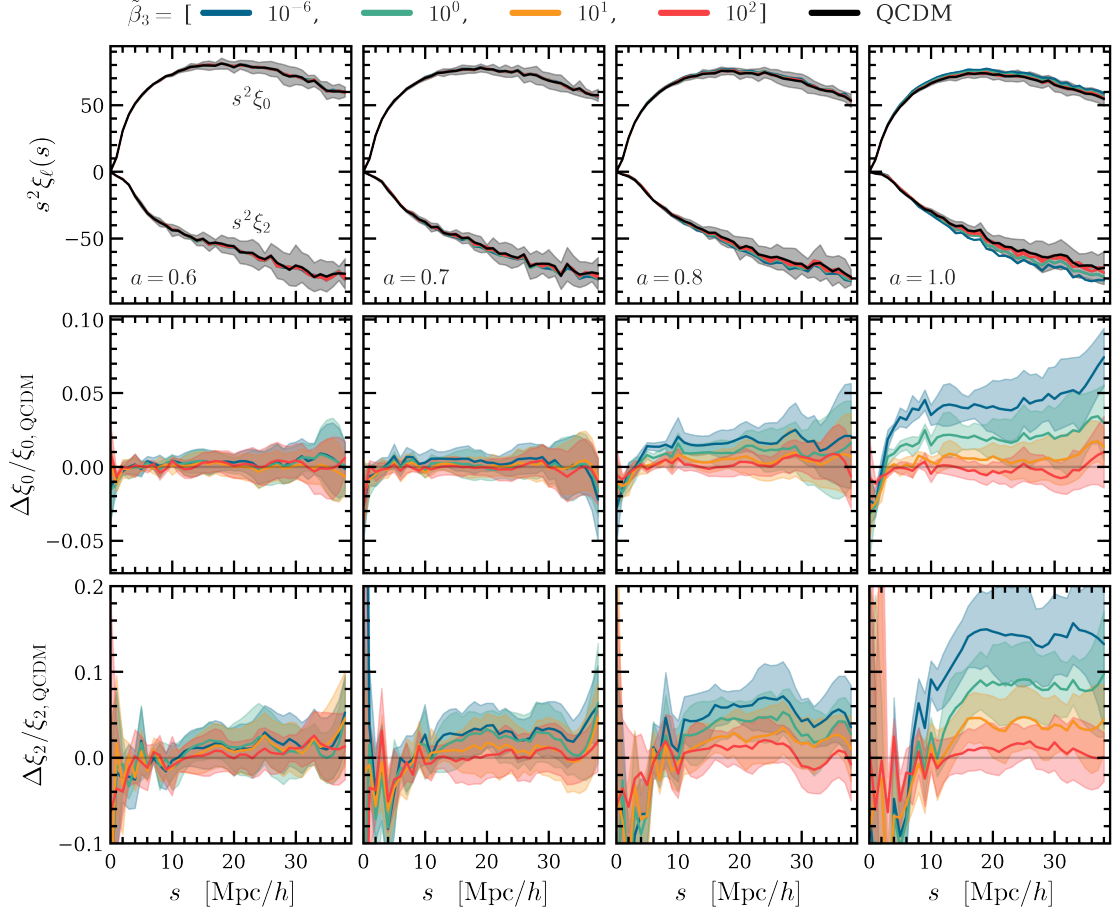 β̃₃ = [ 10⁻⁶, 10⁰, 10¹, 10²] QCDM
s²ξ_ℓ(s)
50
0
−50
s²ξ₀
s²ξ₂
a = 0.6
a = 0.7
a = 0.8
a = 1.0
Δξ₀/ξ₀,QCDM
0.10
0.05
0.00
−0.05
Δξ₂/ξ₂,QCDM
0.2
0.1
0.0
-0.1
0 10 20 30 0 10 20 30 0 10 20 30 0 10 20 30
s [Mpc/h] s [Mpc/h] s [Mpc/h] s [Mpc/h]